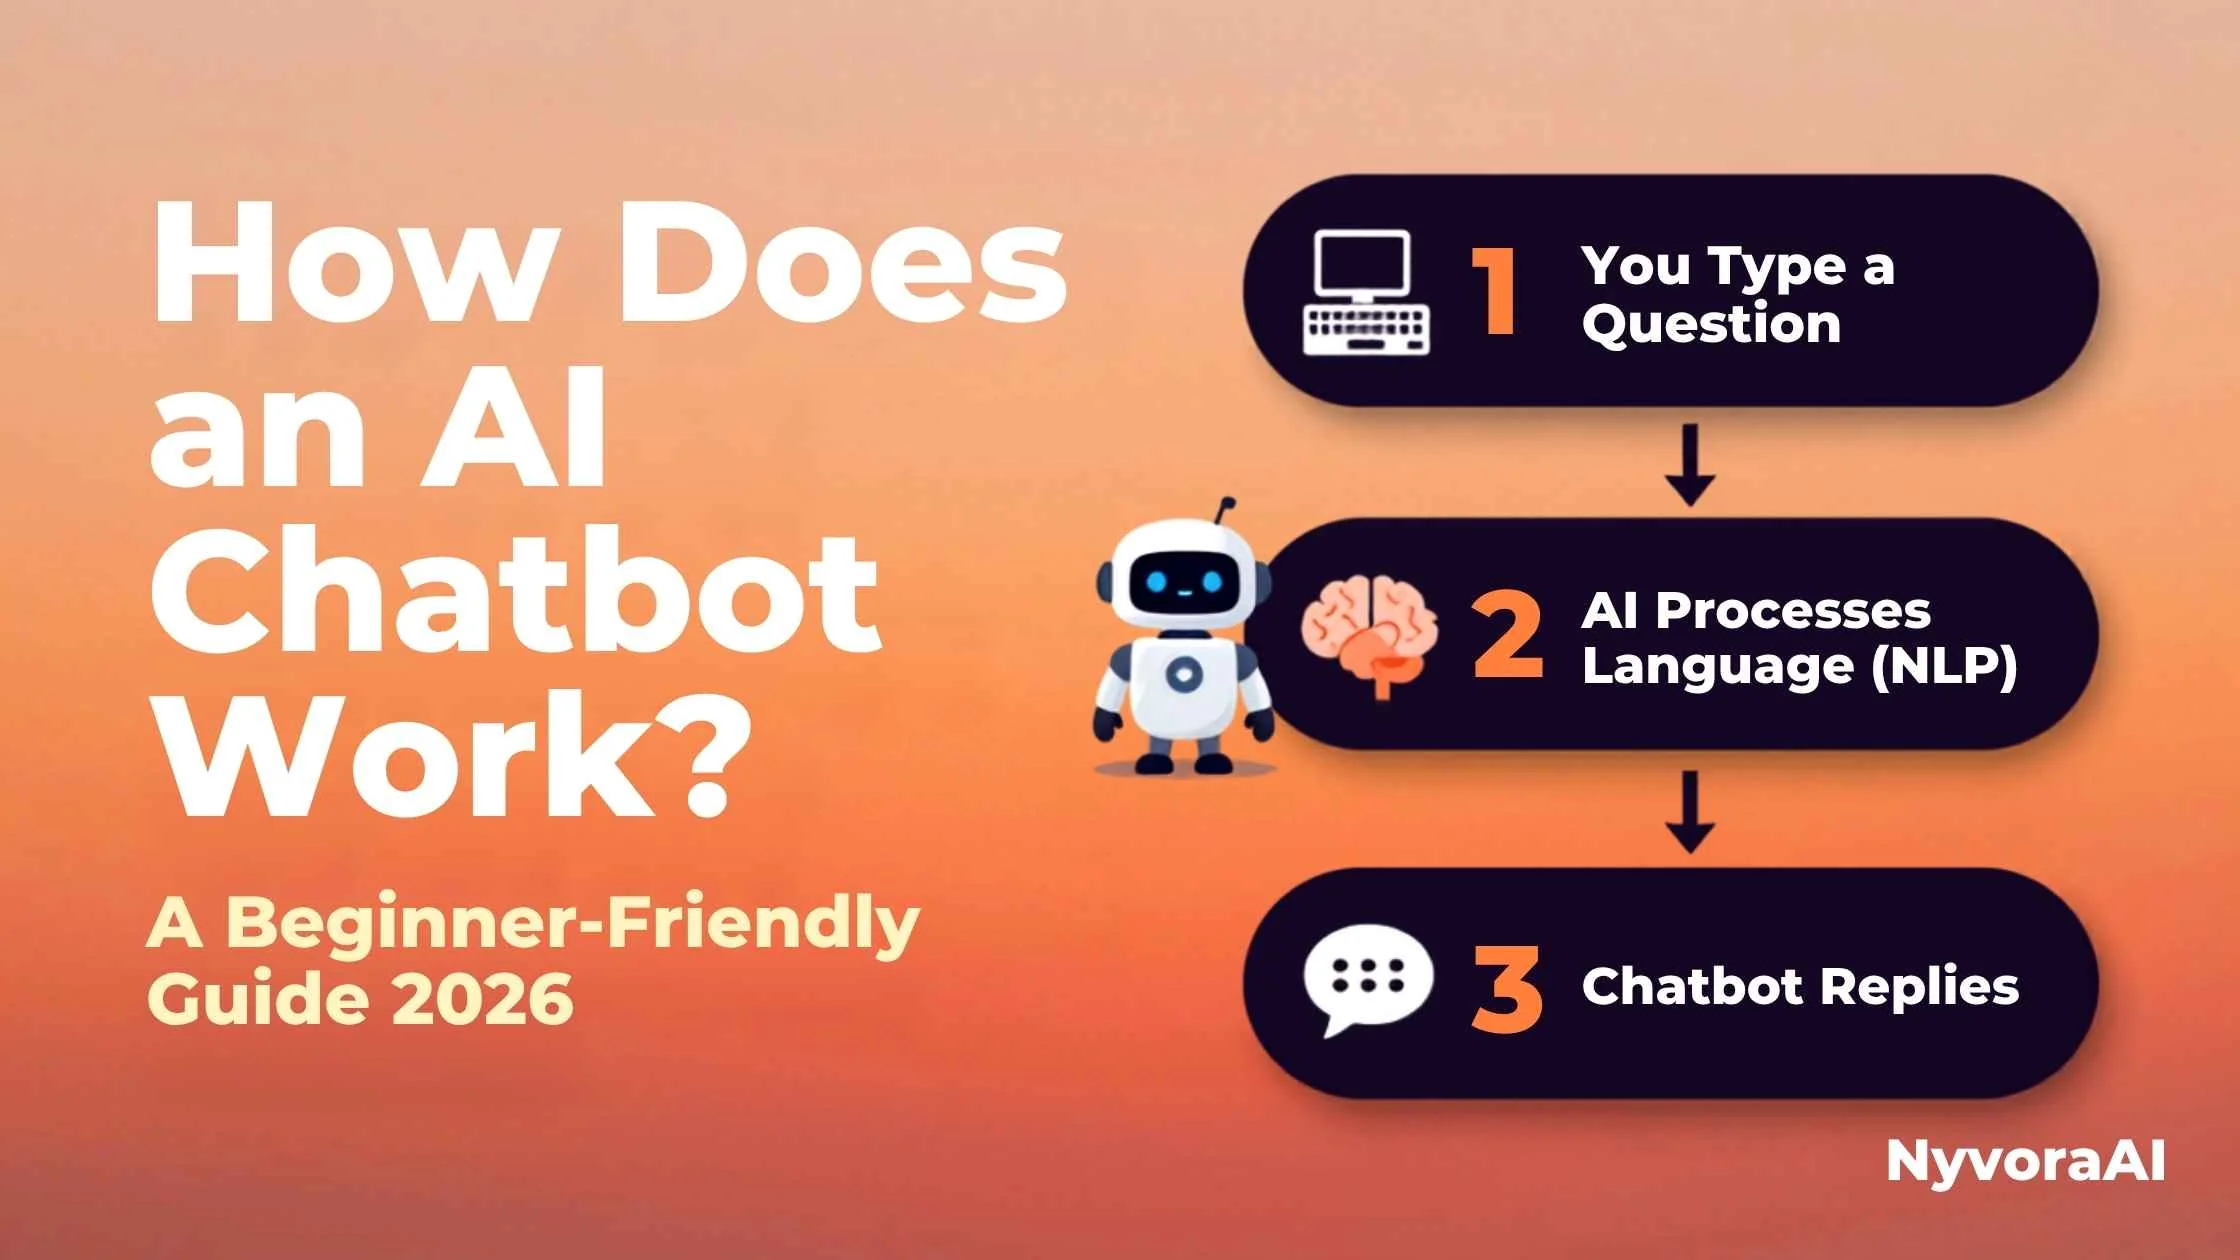 How Does
an AI
Chatbot
Work?
A Beginner-Friendly
Guide 2026
1
You Type a
Question
2
AI Processes
Language (NLP)
3
Chatbot Replies
NyvoraAI